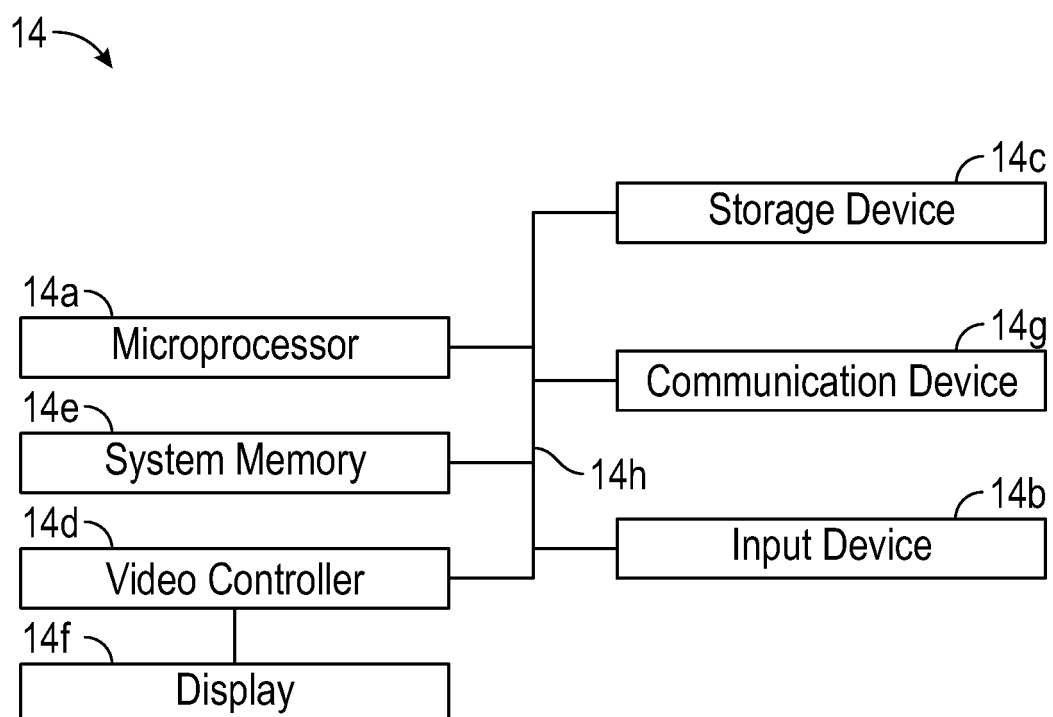 14
14c
Storage Device
14a
Microprocessor
14g
Communication Device
14e
System Memory
14h
14d
Video Controller
14b
Input Device
14f
Display